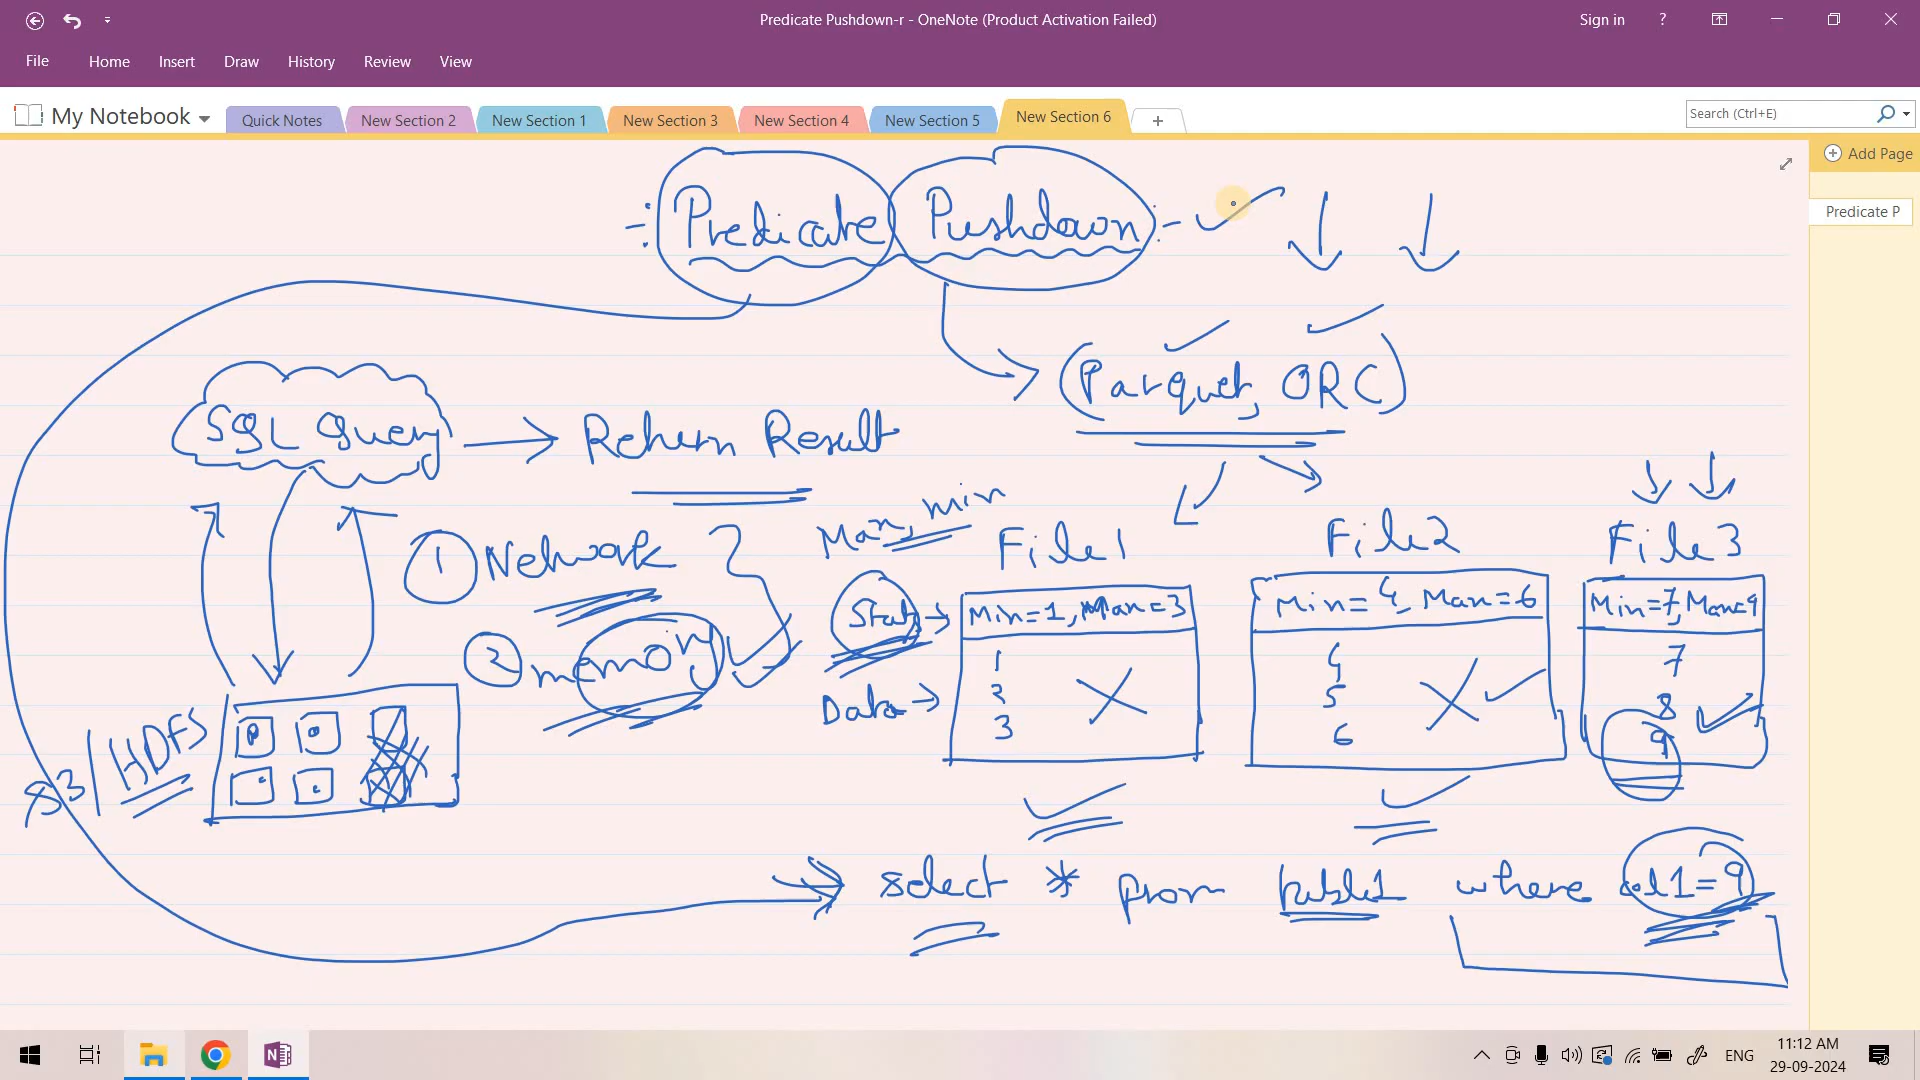 Predicate Pushdown-r - OneNote (Product Activation Failed)
Sign in
?
File Home Insert Draw History Review View
My Notebook
Quick Notes
New Section 2
New Section 1
New Section 3
New Section 4
New Section 5
New Section 6
+
Search (Ctrl+E)
Add Page
Predicate P
Predicate Pushdown
(Parquet, ORC)
SQL Query → Return Result
Max, min
① Network
② memory
File1 File2 File3
Stats → Min=1, Max=3
Min=4, Max=6
Min=7, Max=9
Data →
1
2
3
4
5
6
7
8
9
S3 / HDFS
select * from table1 where col1=9
ENG
11:12 AM
29-09-2024